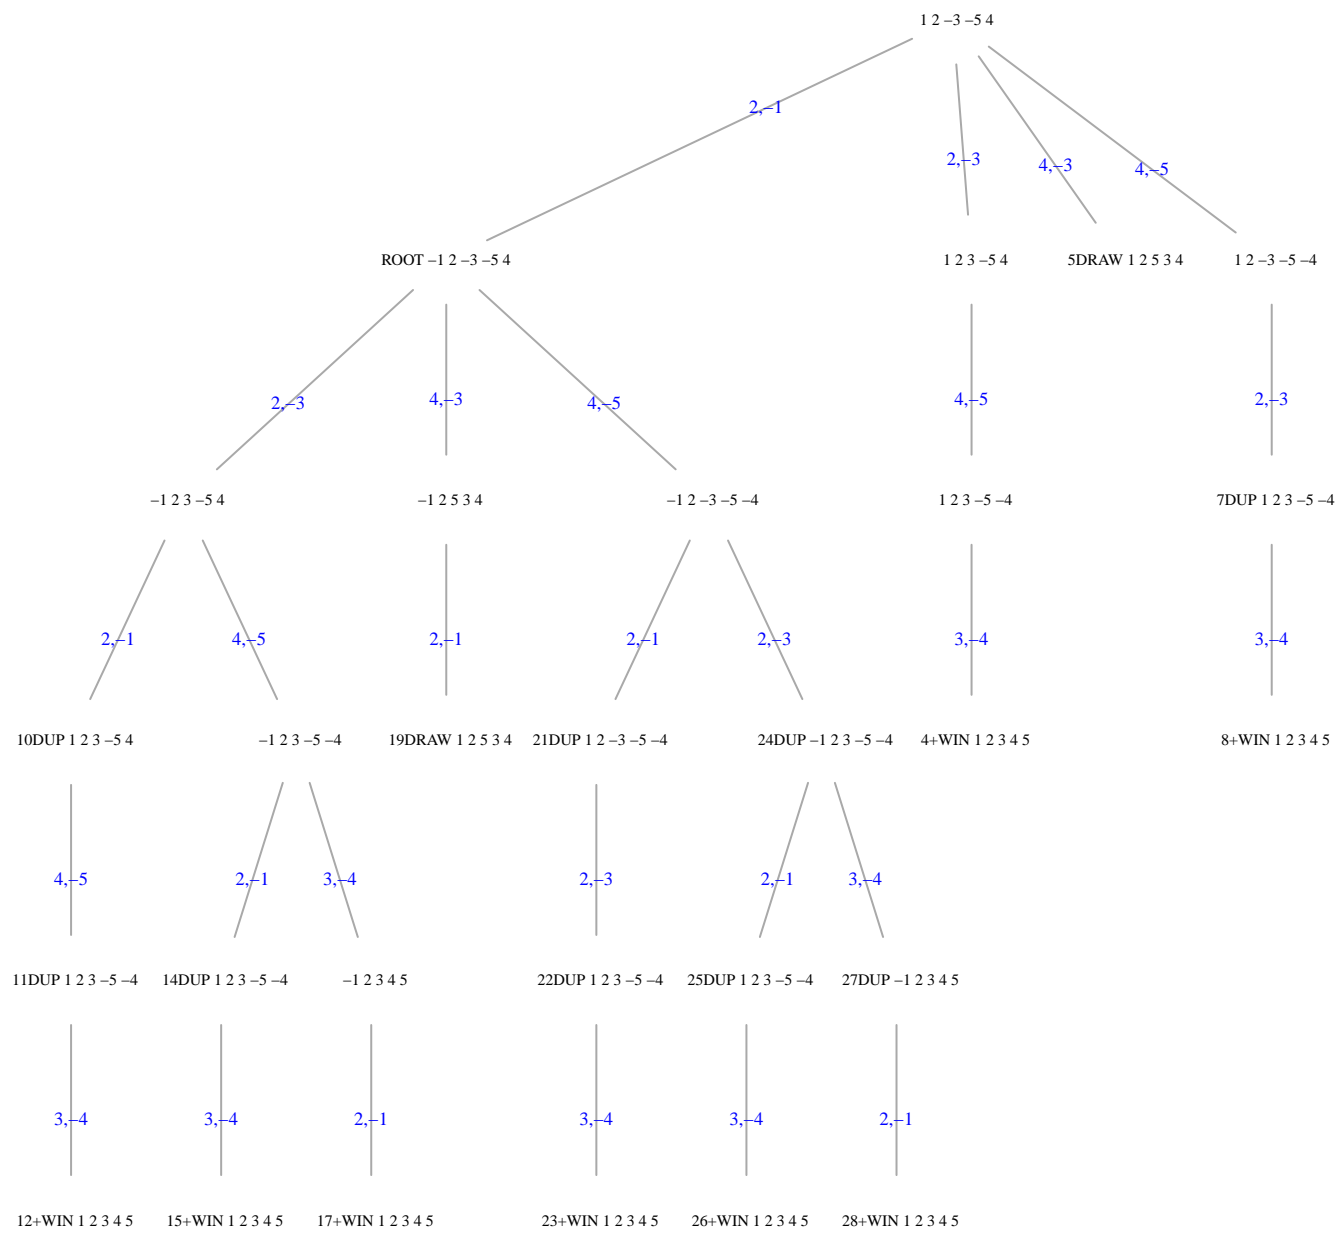 1 2 −3 −5 4
2,−1
2,−3
4,−3
4,−5
ROOT −1 2 −3 −5 4
1 2 3 −5 4
5DRAW 1 2 5 3 4
1 2 −3 −5 −4
2,−3
4,−3
4,−5
4,−5
2,−3
−1 2 3 −5 4
−1 2 5 3 4
−1 2 −3 −5 −4
1 2 3 −5 −4
7DUP 1 2 3 −5 −4
2,−1
4,−5
2,−1
2,−1
2,−3
3,−4
3,−4
10DUP 1 2 3 −5 4
−1 2 3 −5 −4
19DRAW 1 2 5 3 4
21DUP 1 2 −3 −5 −4
24DUP −1 2 3 −5 −4
4+WIN 1 2 3 4 5
8+WIN 1 2 3 4 5
4,−5
2,−1
3,−4
2,−3
2,−1
3,−4
11DUP 1 2 3 −5 −4
14DUP 1 2 3 −5 −4
−1 2 3 4 5
22DUP 1 2 3 −5 −4
25DUP 1 2 3 −5 −4
27DUP −1 2 3 4 5
3,−4
3,−4
2,−1
3,−4
3,−4
2,−1
12+WIN 1 2 3 4 5
15+WIN 1 2 3 4 5
17+WIN 1 2 3 4 5
23+WIN 1 2 3 4 5
26+WIN 1 2 3 4 5
28+WIN 1 2 3 4 5